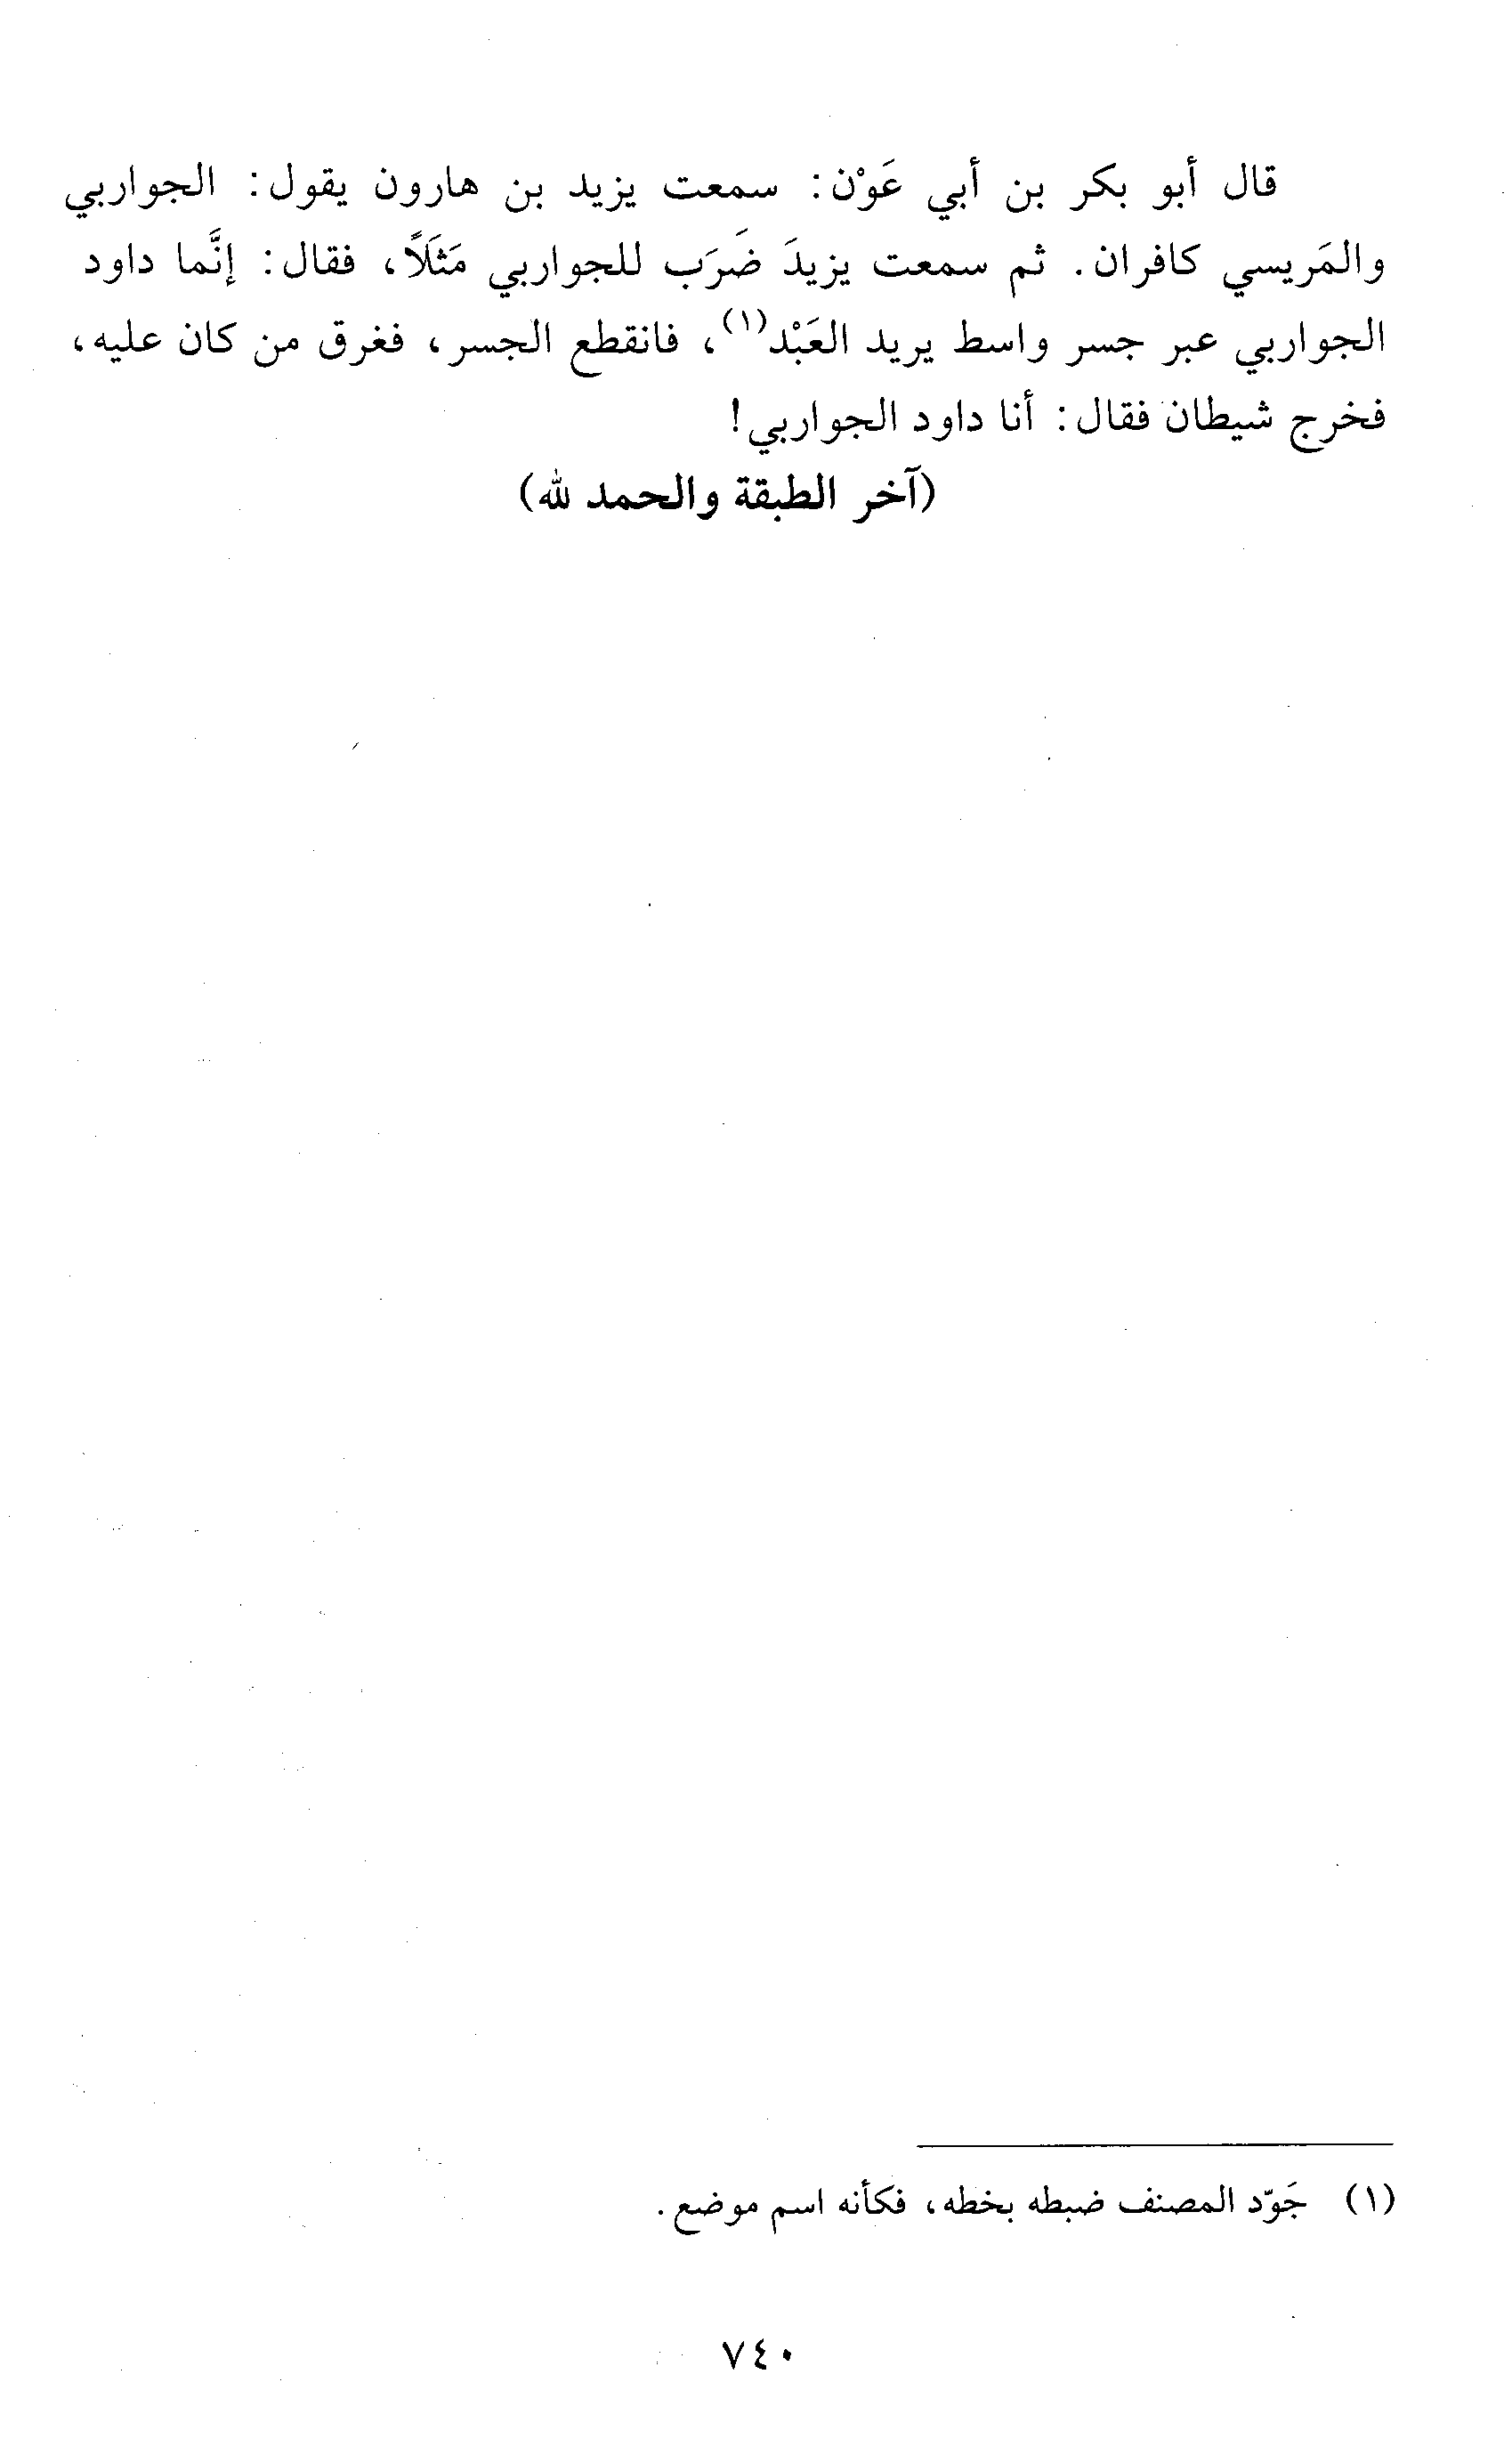 قال أبو بكر بن أبي عَوْن: سمعت يزيد بن هارون يقول: الجواربي
والمَريسي كافران. ثم سمعت يزيدَ ضَرَب للجواربي مَثَلًا، فقال: إنَّما داود
الجواربي عبر جسر واسط يريد العَبْد(١)، فانقطع الجسر، فغرق من كان عليه،
فخرج شيطان فقال: أنا داود الجواربي!
(آخر الطبقة والحمد لله)
(١) جَوّد المصنف ضبطه بخطه، فكأنه اسم موضع.
٧٤٠